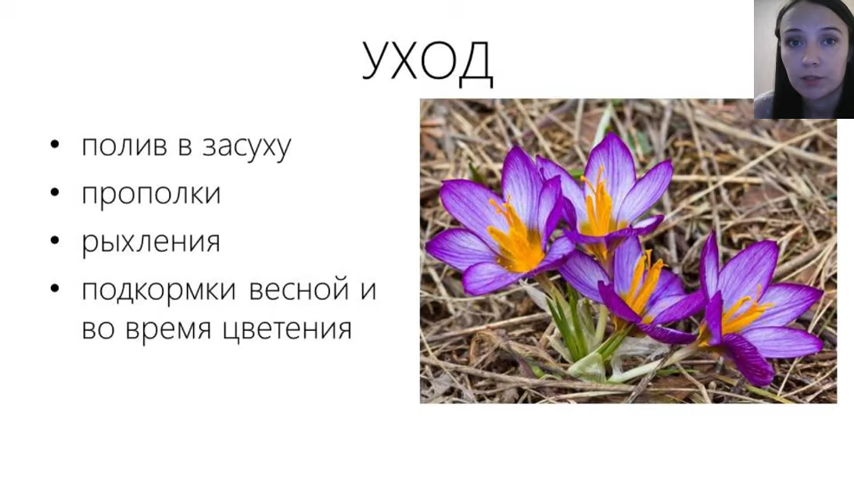 УХОД
• полив в засуху
• прополки
• рыхления
• подкормки весной и
во время цветения